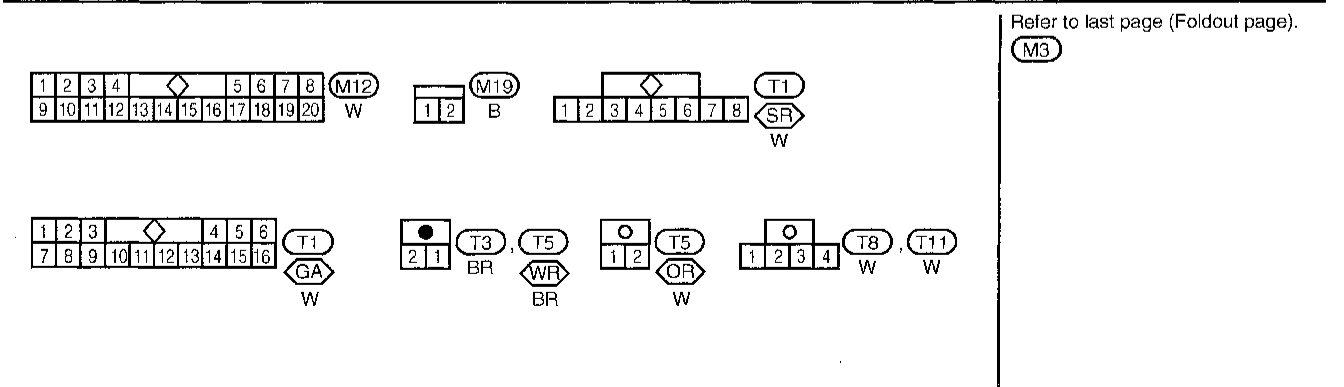 Refer to last page (Foldout page).
M3
1 2 3 4 5 6 7 8
9 10 11 12 13 14 15 16 17 18 19 20
M12
W
1 2
M19
B
1 2 3 4 5 6 7 8
T1
SR
W
1 2 3 4 5 6
7 8 9 10 11 12 13 14 15 16
T1
GA
W
2 1
T3 , T5
BR
WR
BR
1 2
T5
OR
W
1 2 3 4
T8 , T11
W W